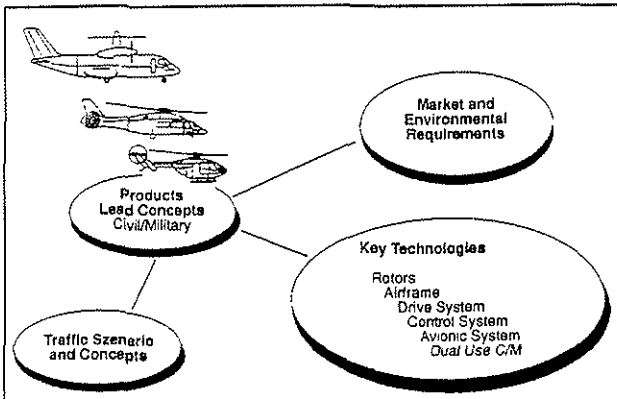 Market and
Environmental
Requirements
Products
Lead Concepts
Civil/Military
Key Technologies
Rotors
Airframe
Drive System
Control System
Avionic System
Dual Use C/M
Traffic Szenario
and Concepts